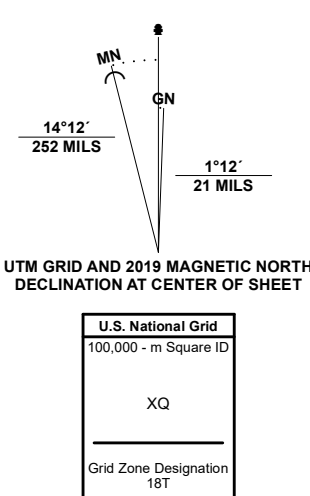 MN
GN
14°12´
252 MILS
1°12´
21 MILS
UTM GRID AND 2019 MAGNETIC NORTH
DECLINATION AT CENTER OF SHEET
U.S. National Grid
100,000 - m Square ID
XQ
Grid Zone Designation
18T